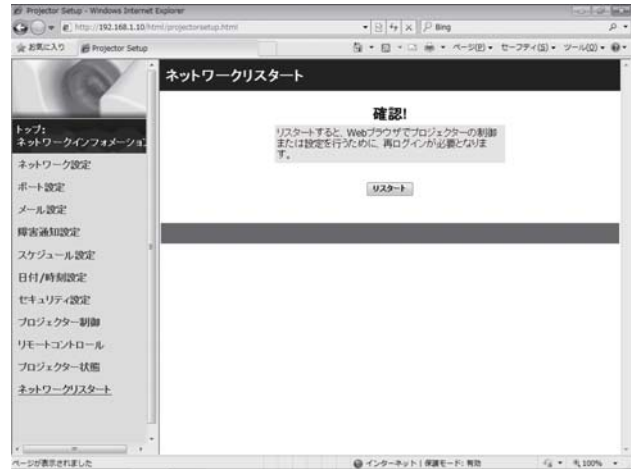 Projector Setup - Windows Internet Explorer
http://192.168.1.10/html/projectorsetup.html
Bing
お気に入り
Projector Setup
ページ(P)
セーフティ(S)
ツール(O)
ネットワークリスタート
トップ:
ネットワークインフォメーション
ネットワーク設定
ポート設定
メール設定
障害通知設定
スケジュール設定
日付/時刻設定
セキュリティ設定
プロジェクター制御
リモートコントロール
プロジェクター状態
ネットワークリスタート
確認!
リスタートすると、Webブラウザでプロジェクターの制御
または設定を行うために、再ログインが必要となりま
す。
リスタート
ページが表示されました
インターネット | 保護モード: 有効
100%